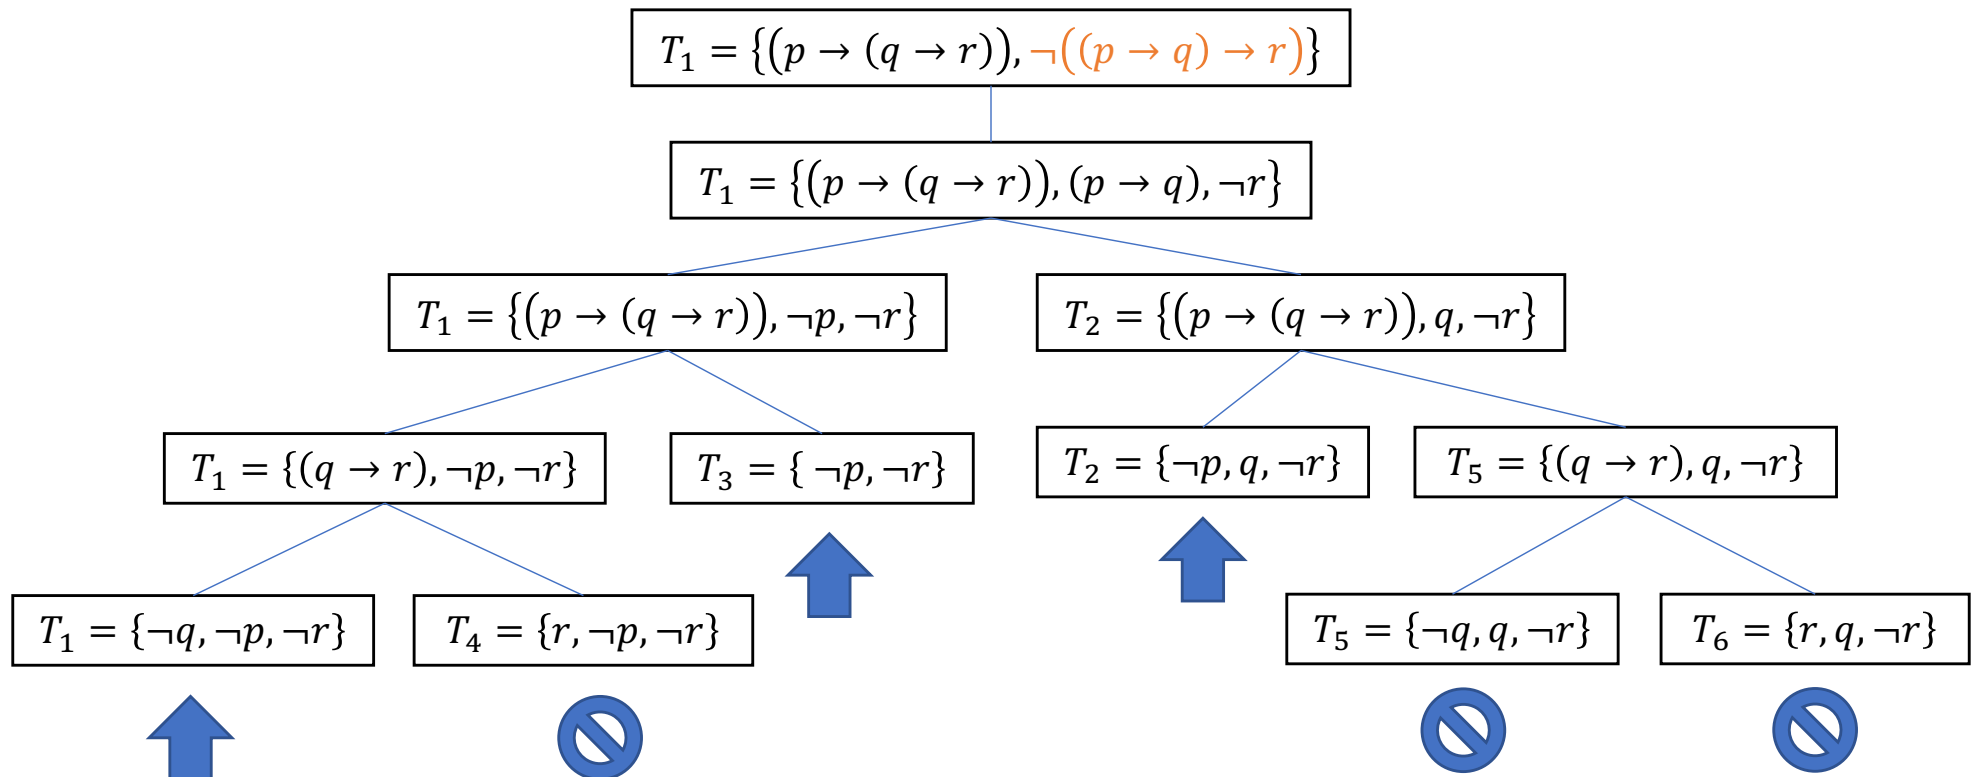 T₁ = {(p → (q → r)), ¬((p → q) → r)}
T₁ = {(p → (q → r)), (p → q), ¬r}
T₁ = {(p → (q → r)), ¬p, ¬r}
T₂ = {(p → (q → r)), q, ¬r}
T₁ = {(q → r), ¬p, ¬r}
T₃ = { ¬p, ¬r}
T₂ = {¬p, q, ¬r}
T₅ = {(q → r), q, ¬r}
T₁ = {¬q, ¬p, ¬r}
T₄ = {r, ¬p, ¬r}
T₅ = {¬q, q, ¬r}
T₆ = {r, q, ¬r}